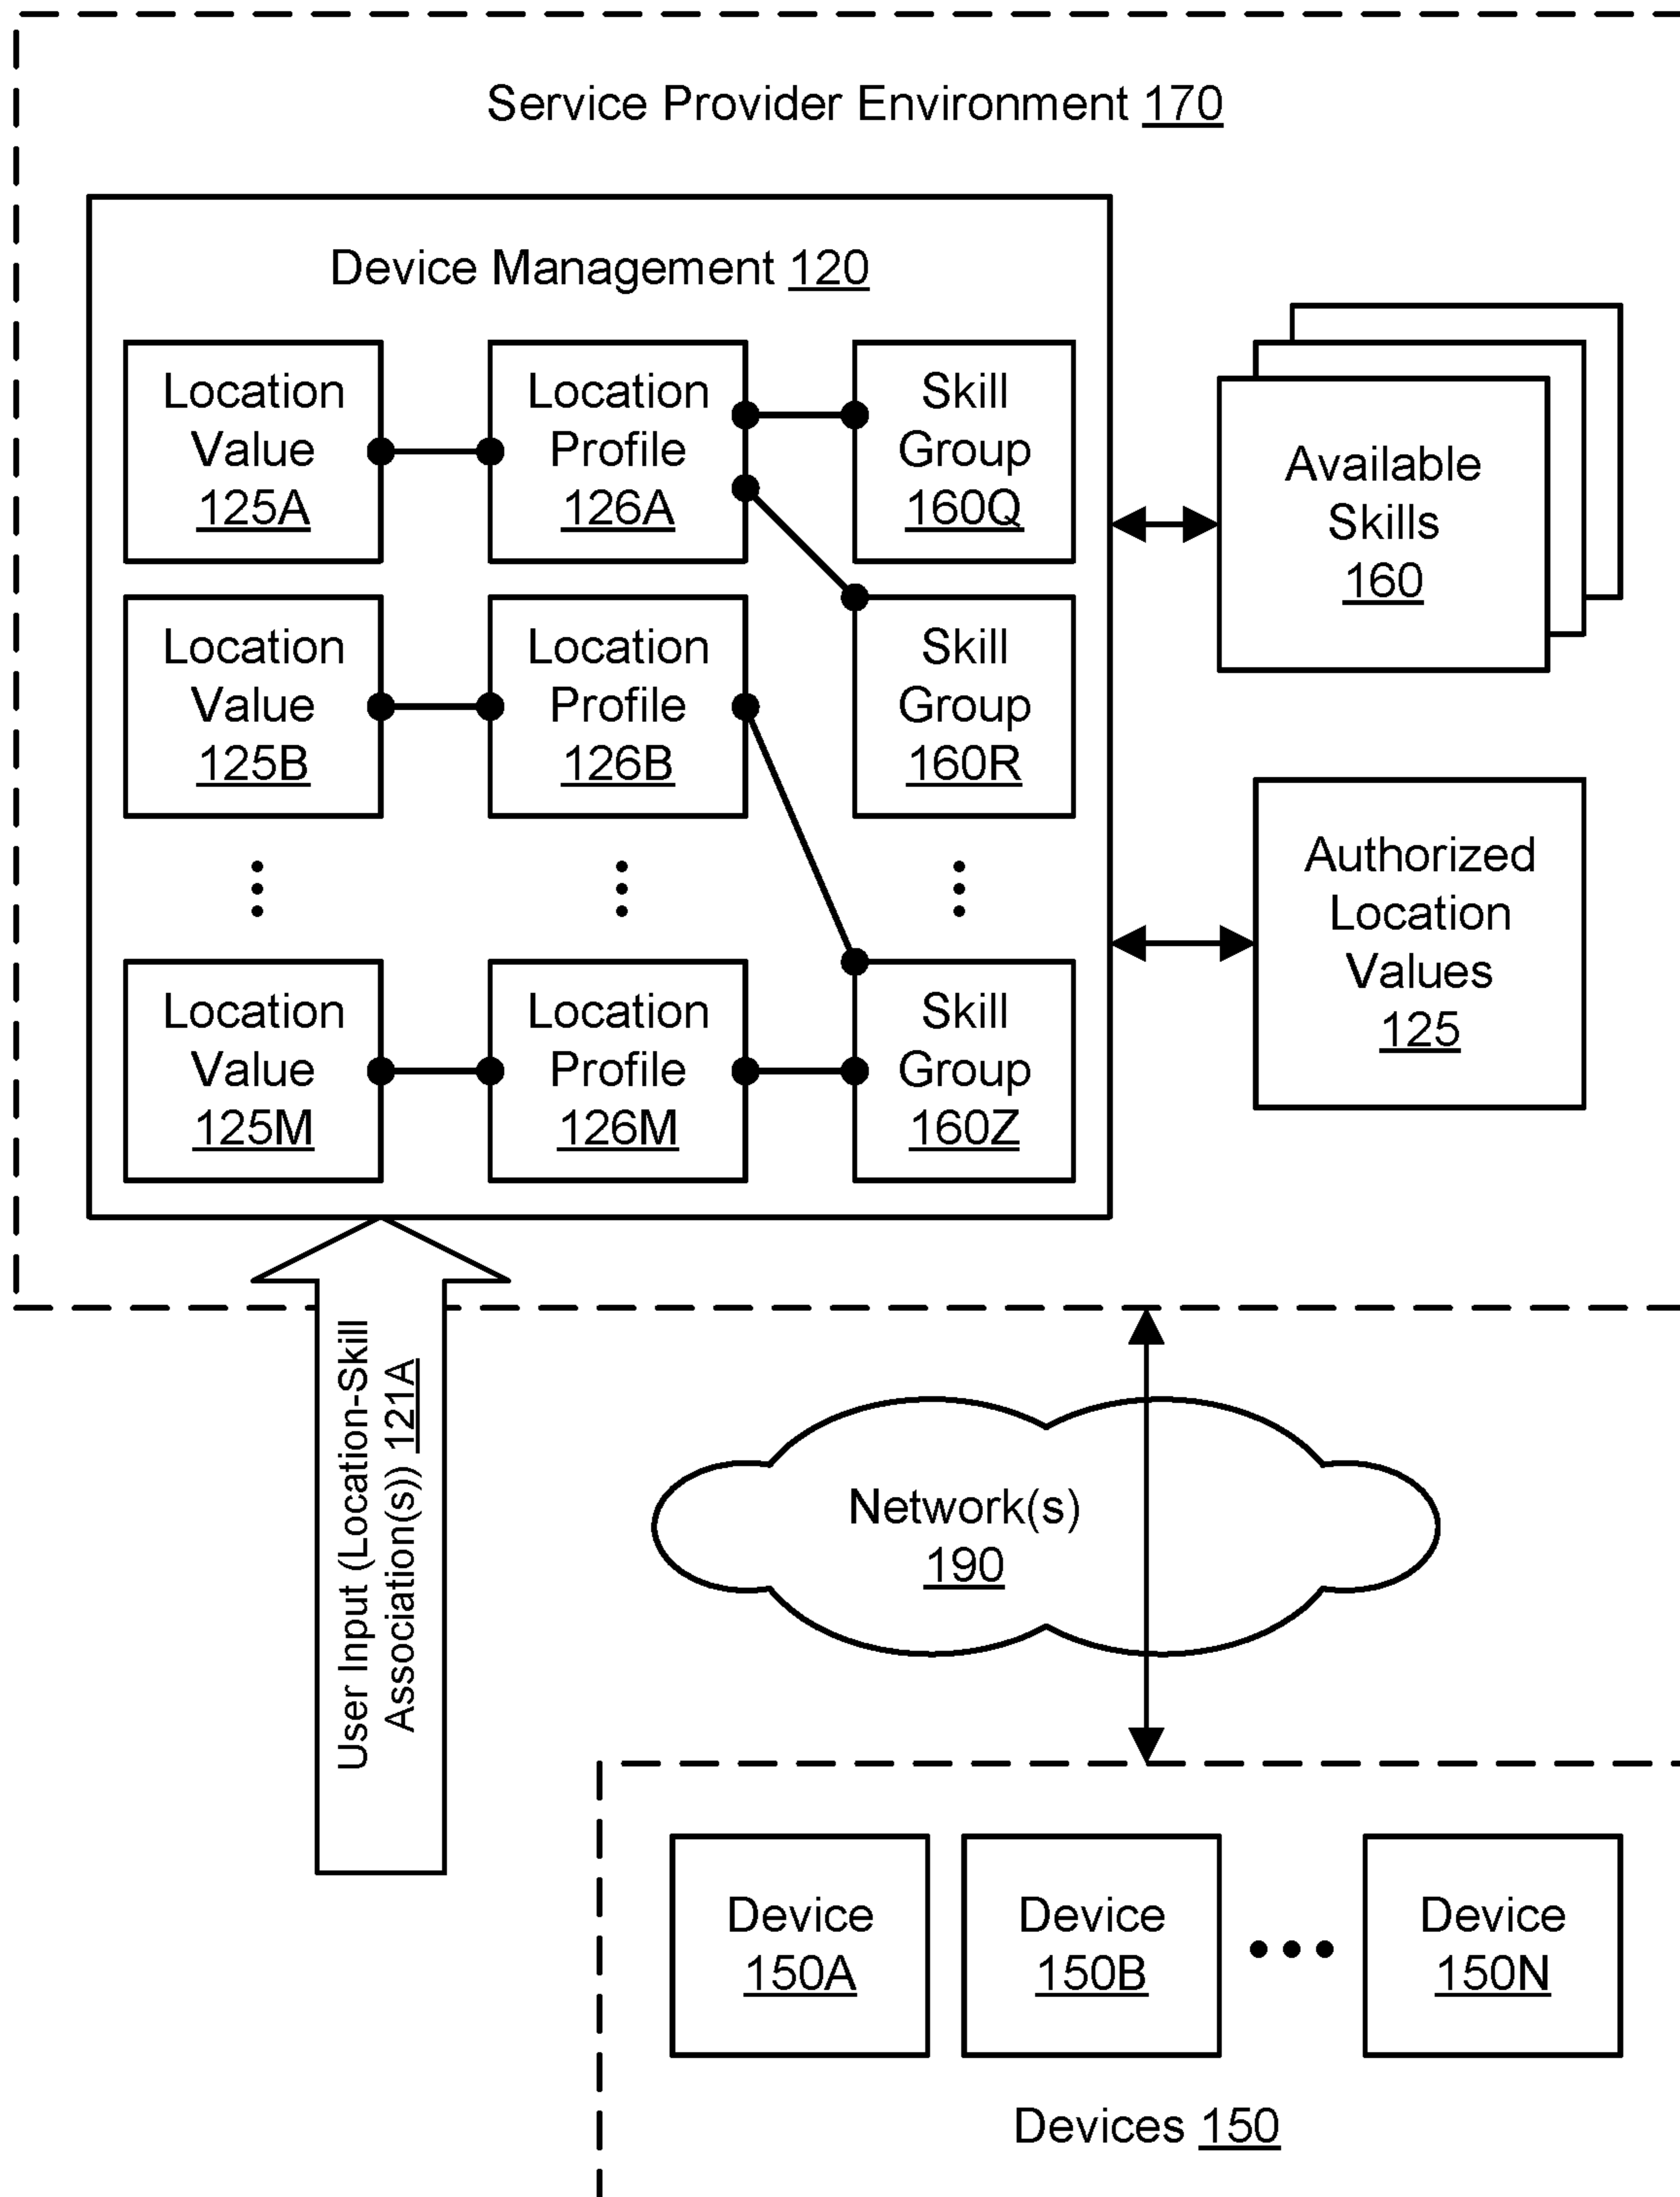 Service Provider Environment 170
Device Management 120
Location
Value
125A
Location
Profile
126A
Skill
Group
160Q
Location
Value
125B
Location
Profile
126B
Skill
Group
160R
Location
Value
125M
Location
Profile
126M
Skill
Group
160Z
Available
Skills
160
Authorized
Location
Values
125
User Input (Location-Skill
Association(s)) 121A
Network(s)
190
Device
150A
Device
150B
Device
150N
Devices 150